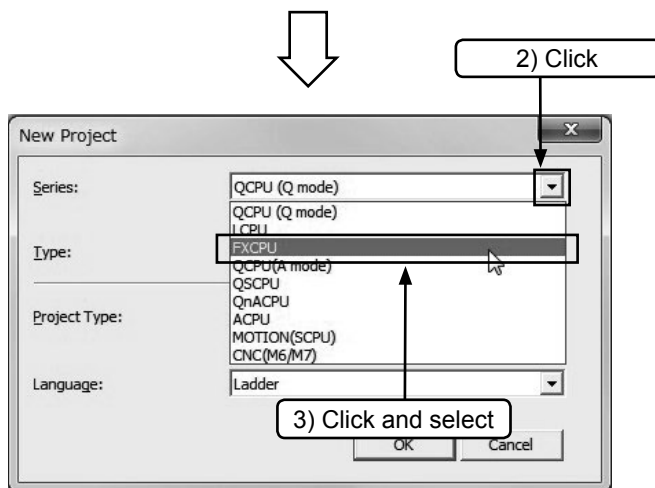 2) Click
New Project
Series:
QCPU (Q mode)
QCPU (Q mode)
LCPU
FXCPU
Type:
QCPU(A mode)
QSCPU
QnACPU
Project Type:
ACPU
MOTION(SCPU)
CNC(M6/M7)
Language:
Ladder
3) Click and select
OK
Cancel